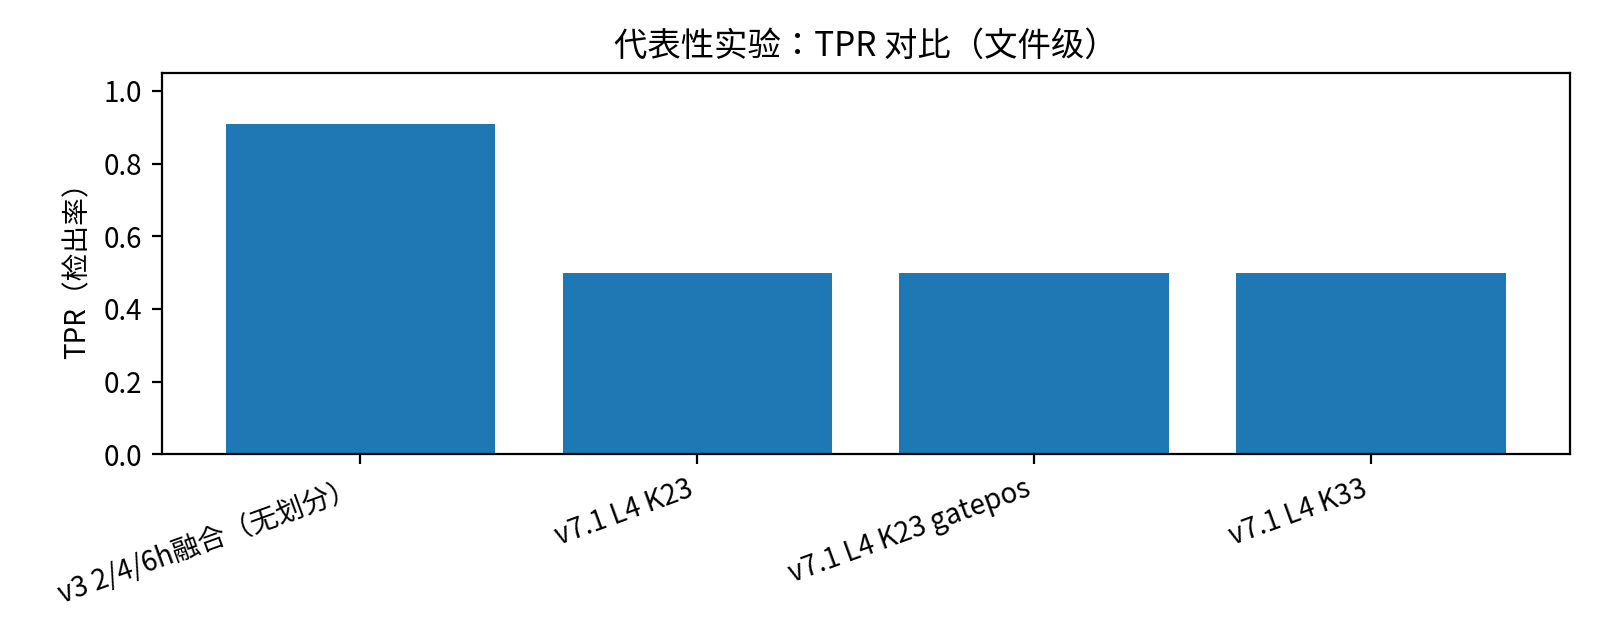 代表性实验：TPR 对比（文件级）
TPR（检出率）
1.0
0.8
0.6
0.4
0.2
0.0
v3 2/4/6h融合（无划分）
v7.1 L4 K23
v7.1 L4 K23 gatepos
v7.1 L4 K33